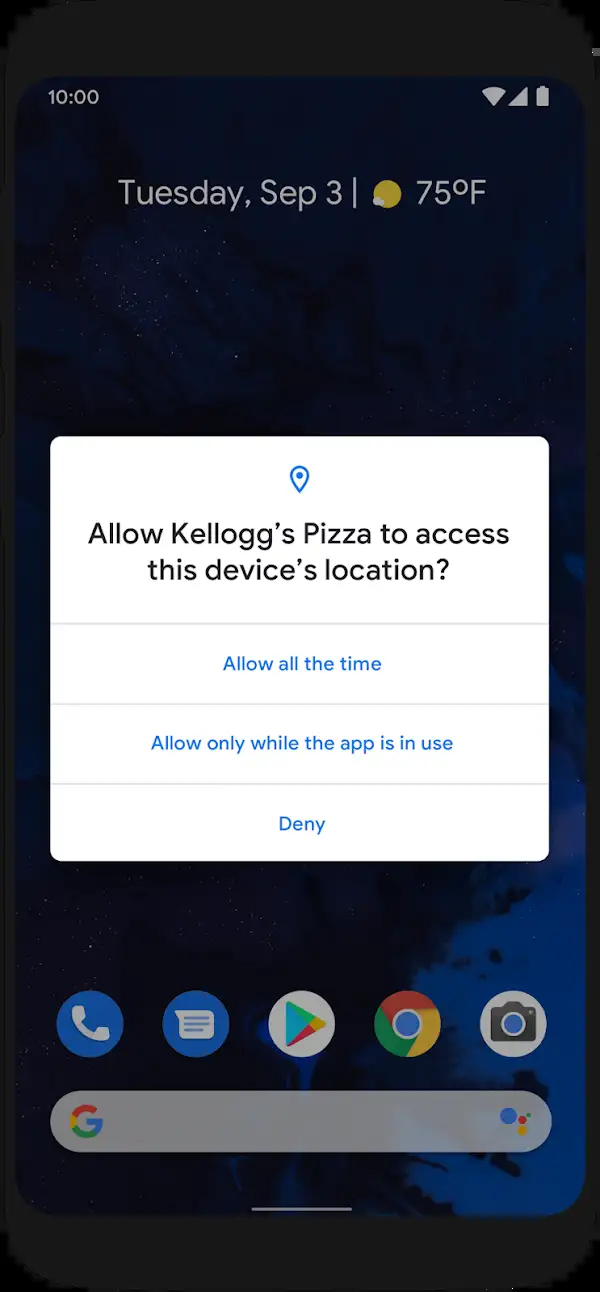 10:00
Tuesday, Sep 3 | 75ºF
Allow Kellogg’s Pizza to access
this device’s location?
Allow all the time
Allow only while the app is in use
Deny